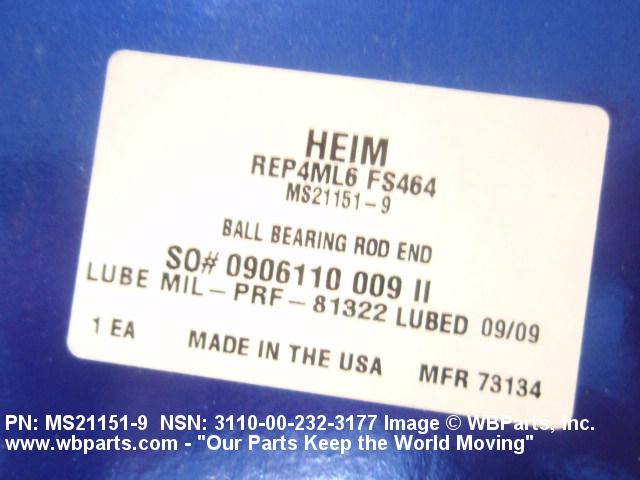 HEIM
REP4ML6 FS464
MS21151-9
BALL BEARING ROD END
SO# 0906110 009 II
LUBE MIL-PRF-81322 LUBED 09/09
1 EA MADE IN THE USA MFR 73134
PN: MS21151-9 NSN: 3110-00-232-3177 Image © WBParts, Inc.
www.wbparts.com - "Our Parts Keep the World Moving"